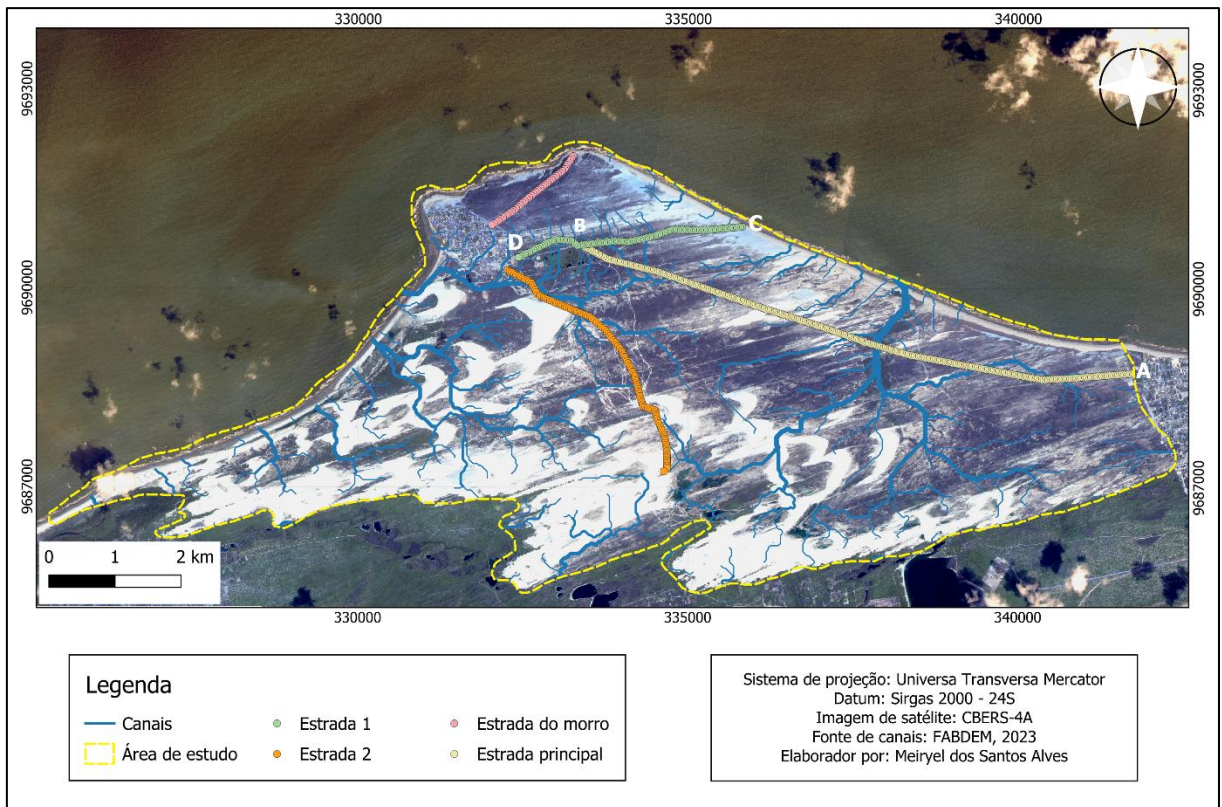 330000 335000 340000
9693000 9693000
9690000 9690000
9687000 9687000
D B C
A
0 1 2 km
330000 335000 340000
Legenda
Canais Estrada 1 Estrada do morro
Área de estudo Estrada 2 Estrada principal
Sistema de projeção: Universa Transversa Mercator
Datum: Sirgas 2000 - 24S
Imagem de satélite: CBERS-4A
Fonte de canais: FABDEM, 2023
Elaborador por: Meiryel dos Santos Alves